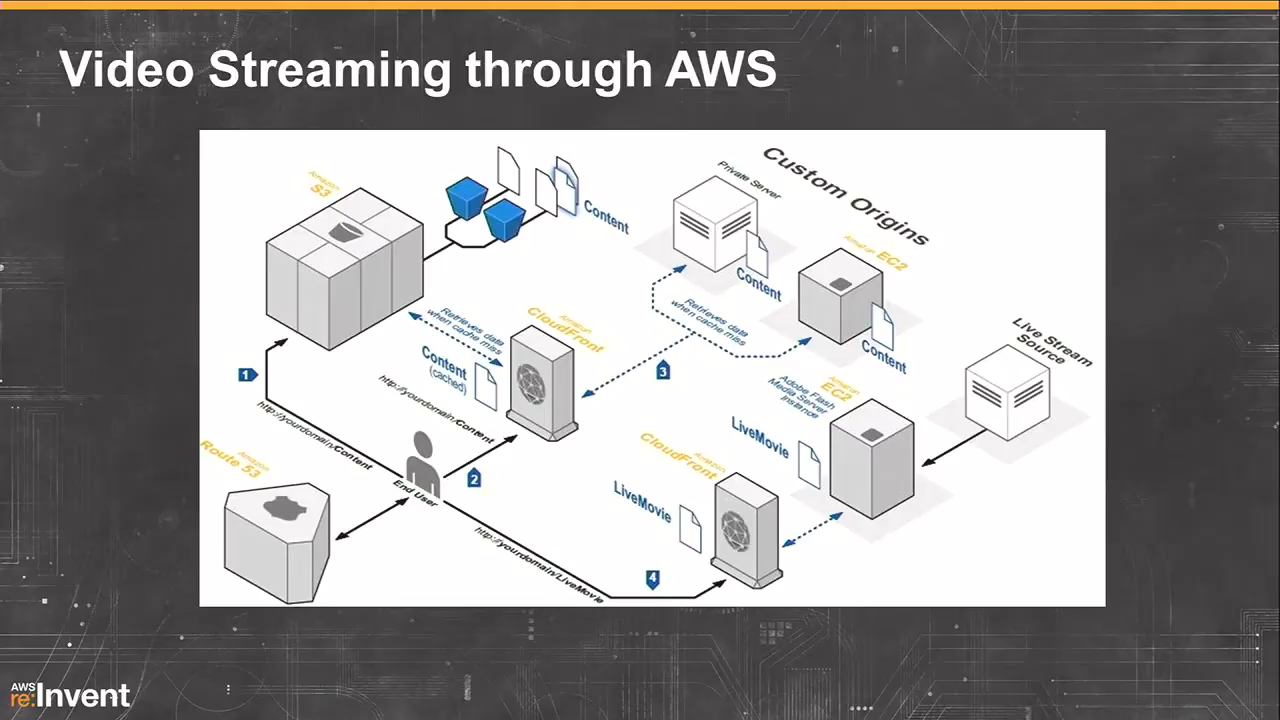 Video Streaming through AWS
Amazon
S3
Content
Private Server
Custom Origins
Content
Amazon EC2
Content
Retrieves data
when cache miss
Amazon
CloudFront
Content
(cached)
Retrieves data
when cache miss
3
Live Stream
Source
1
http://yourdomain/Content
http://yourdomain/Content
2
End User
Amazon
Route 53
Amazon
EC2
Adobe Flash
Media Server
Instance
LiveMovie
Amazon
CloudFront
LiveMovie
http://yourdomain/LiveMovie
4
AWS
re:Invent